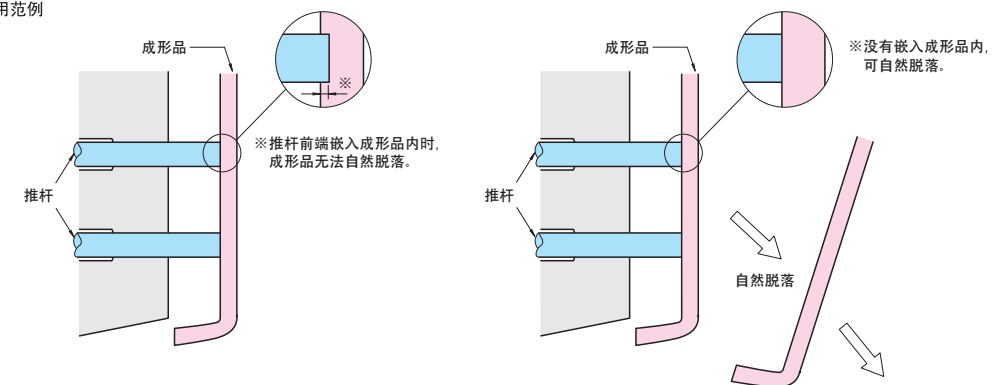 用范例
成形品
※
※推杆前端嵌入成形品内时,
成形品无法自然脱落。
推杆
成形品
※没有嵌入成形品内,
可自然脱落。
推杆
自然脱落